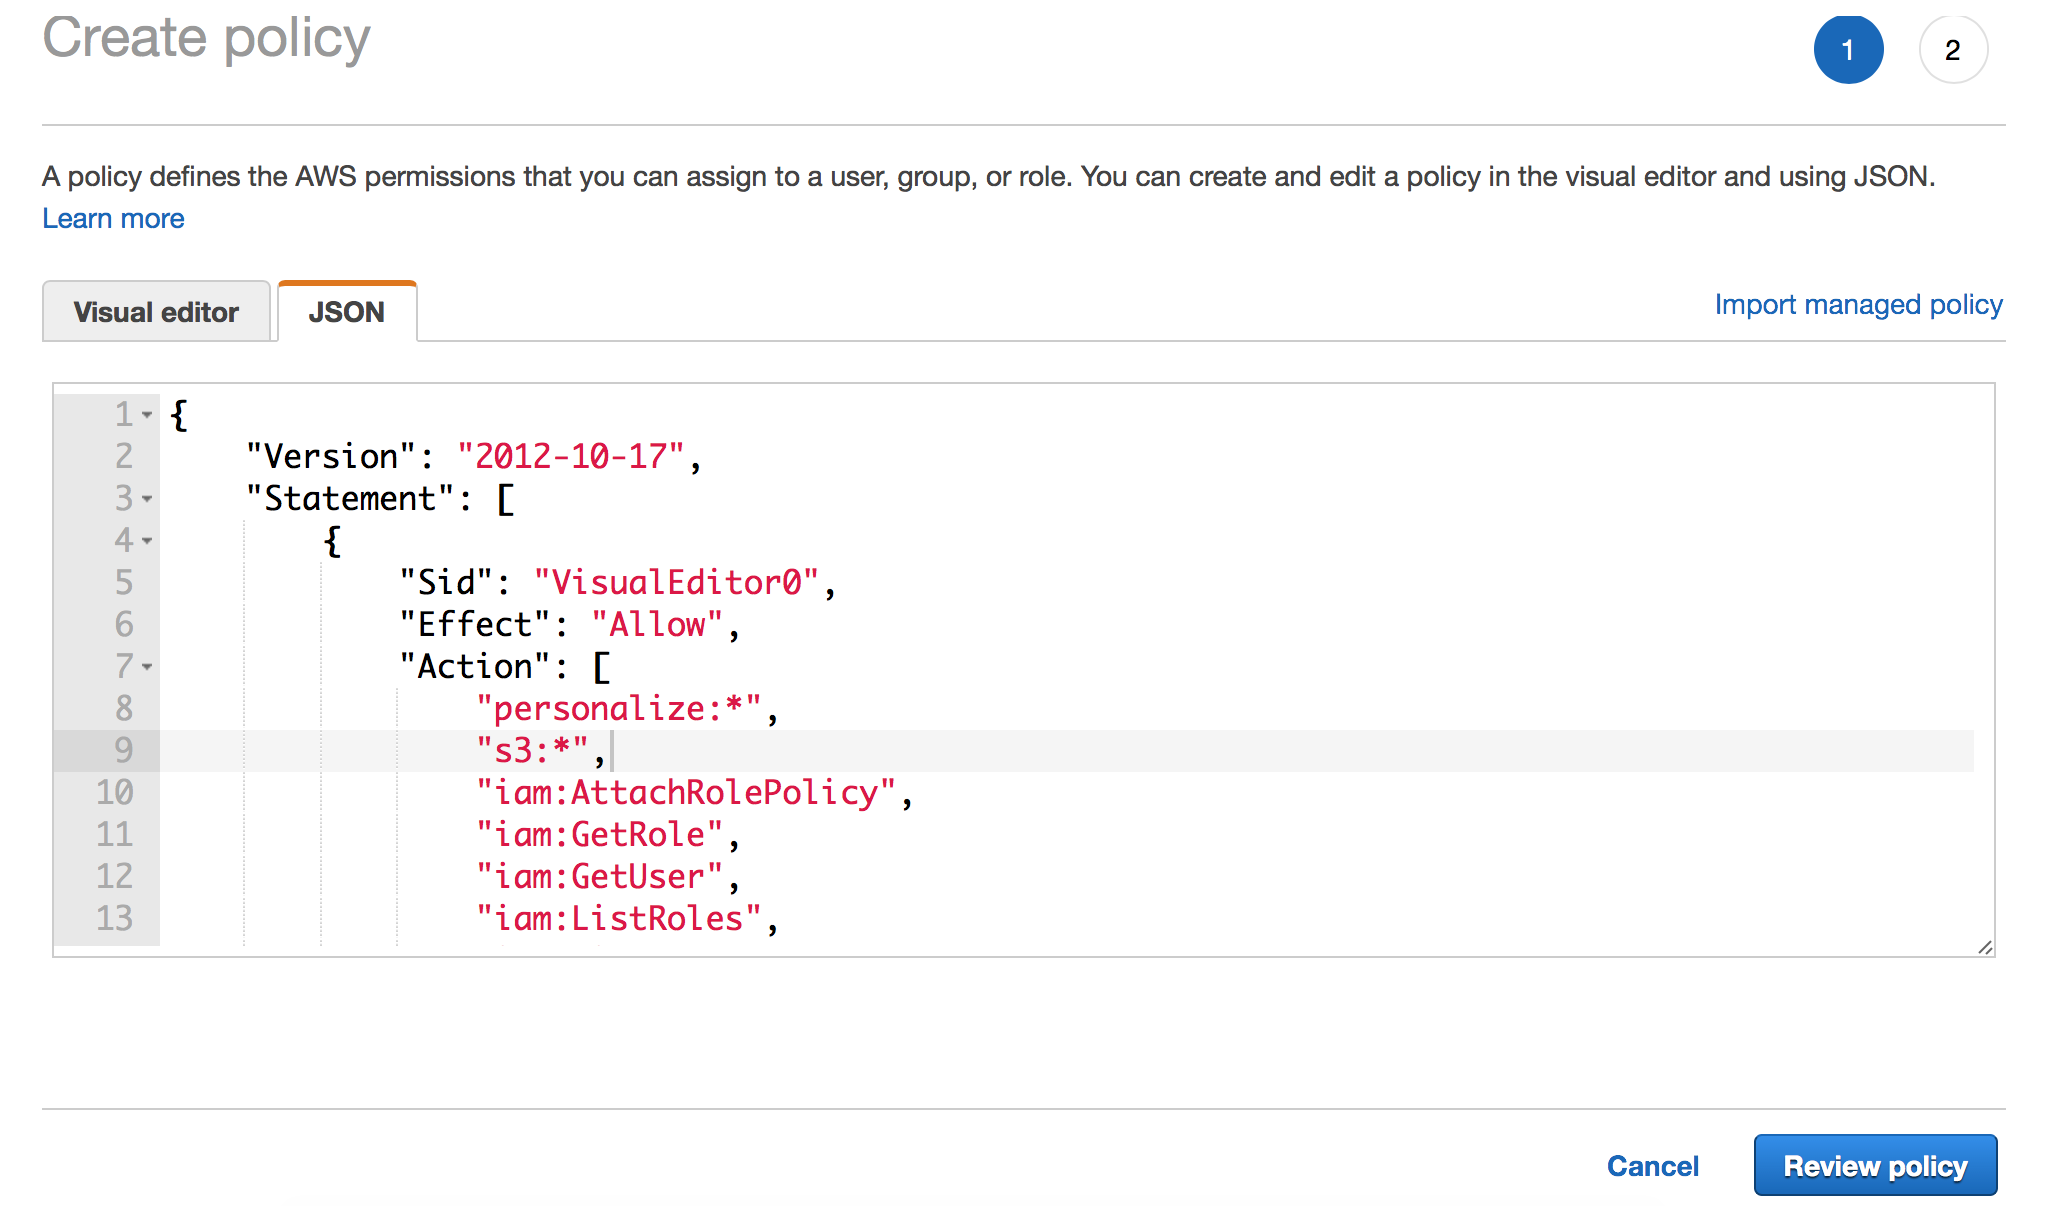 Create policy
1 2
A policy defines the AWS permissions that you can assign to a user, group, or role. You can create and edit a policy in the visual editor and using JSON.
Learn more
Visual editor JSON Import managed policy
1 {
2 "Version": "2012-10-17",
3 "Statement": [
4 {
5 "Sid": "VisualEditor0",
6 "Effect": "Allow",
7 "Action": [
8 "personalize:*",
9 "s3:*",
10 "iam:AttachRolePolicy",
11 "iam:GetRole",
12 "iam:GetUser",
13 "iam:ListRoles",
Cancel Review policy